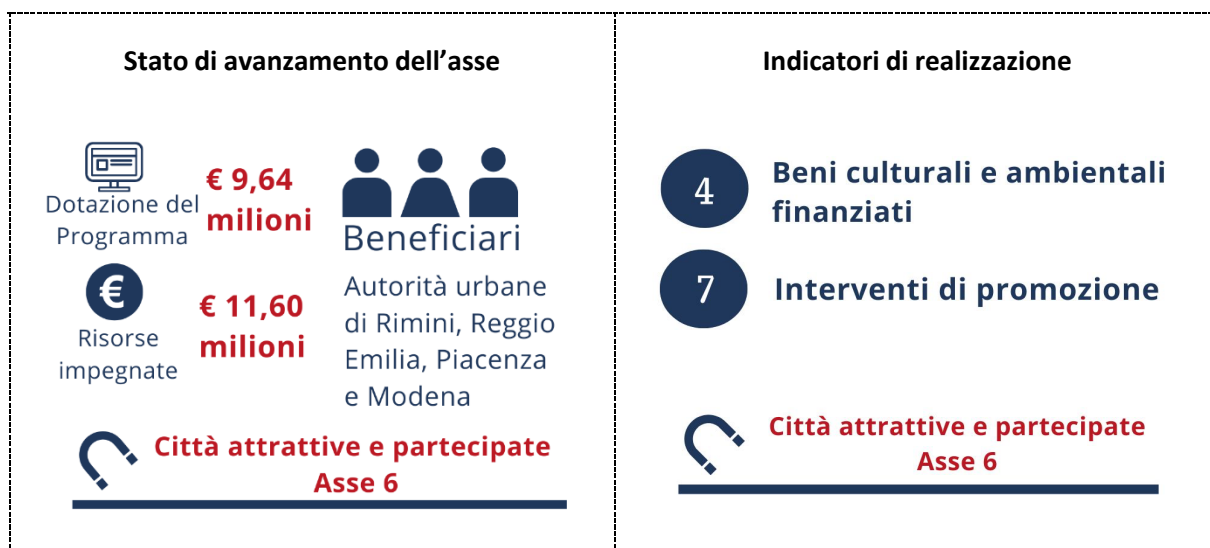 Stato di avanzamento dell’asse
Dotazione del
Programma
€ 9,64
milioni
€
Risorse
impegnate
€ 11,60
milioni
Beneficiari
Autorità urbane
di Rimini, Reggio
Emilia, Piacenza
e Modena
Città attrattive e partecipate
Asse 6
Indicatori di realizzazione
4
Beni culturali e ambientali
finanziati
7
Interventi di promozione
Città attrattive e partecipate
Asse 6